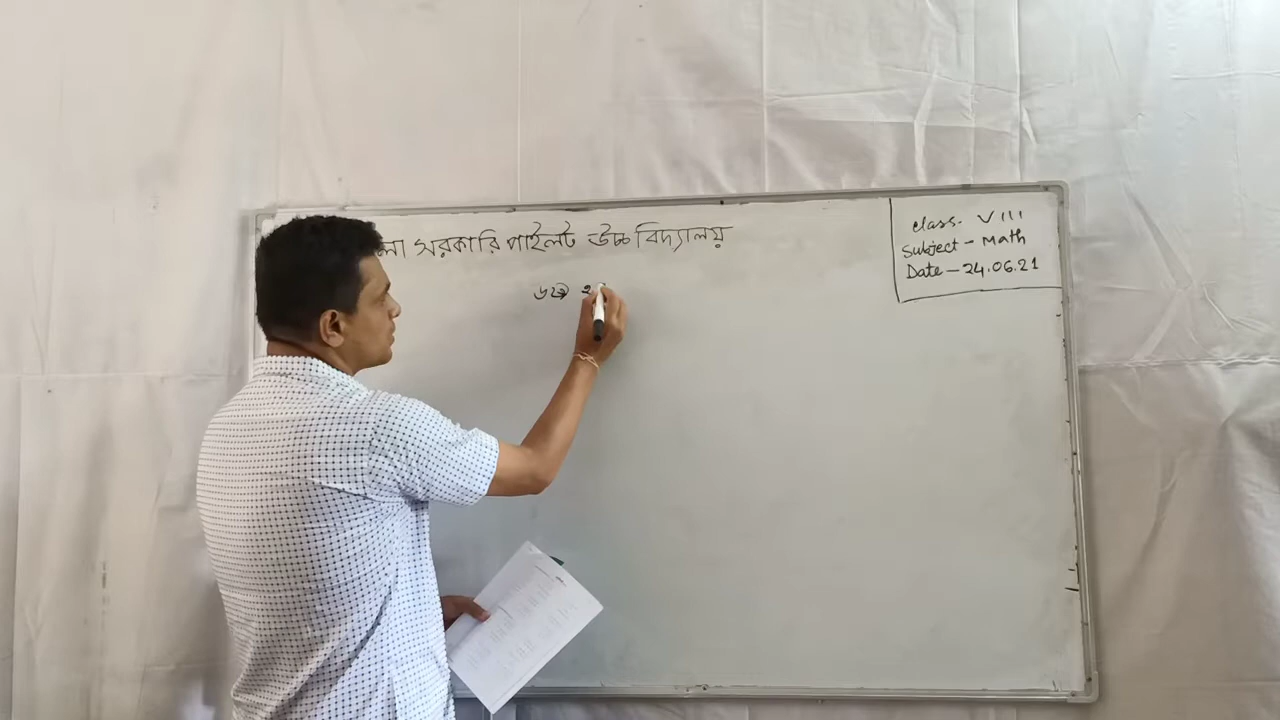 সরকারি পাইলট উচ্চ বিদ্যালয়
class. VIII
Subject - Math
Date - 24.06.21